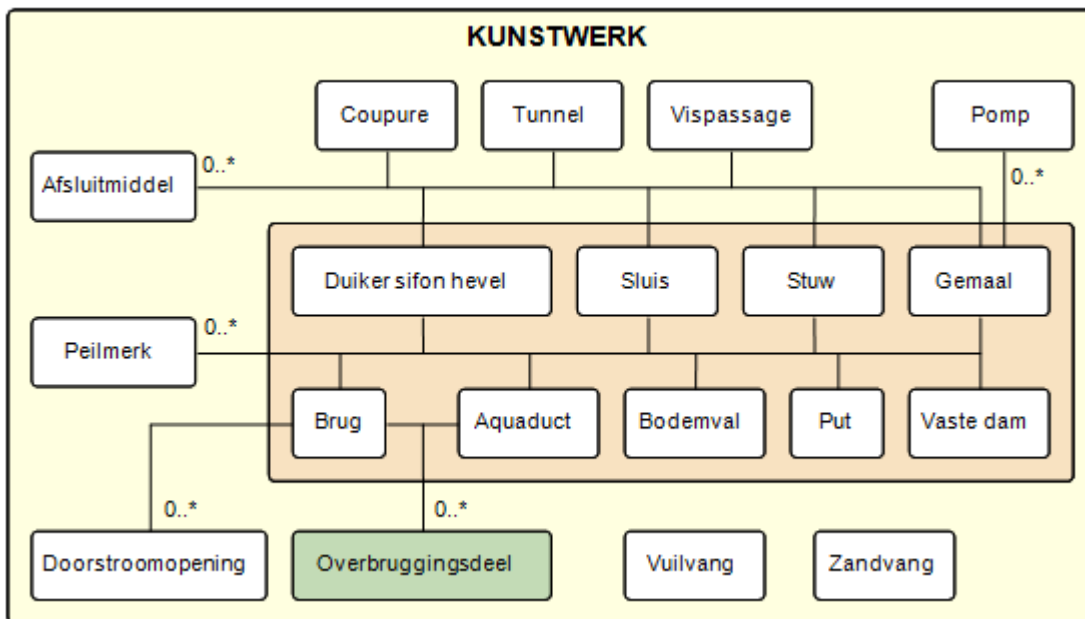 KUNSTWERK
Coupure
Tunnel
Vispassage
Pomp
Afsluitmiddel
0..*
0..*
Duiker sifon hevel
Sluis
Stuw
Gemaal
Peilmerk
0..*
Brug
Aquaduct
Bodemval
Put
Vaste dam
0..*
0..*
Doorstroomopening
Overbruggingsdeel
Vuilvang
Zandvang